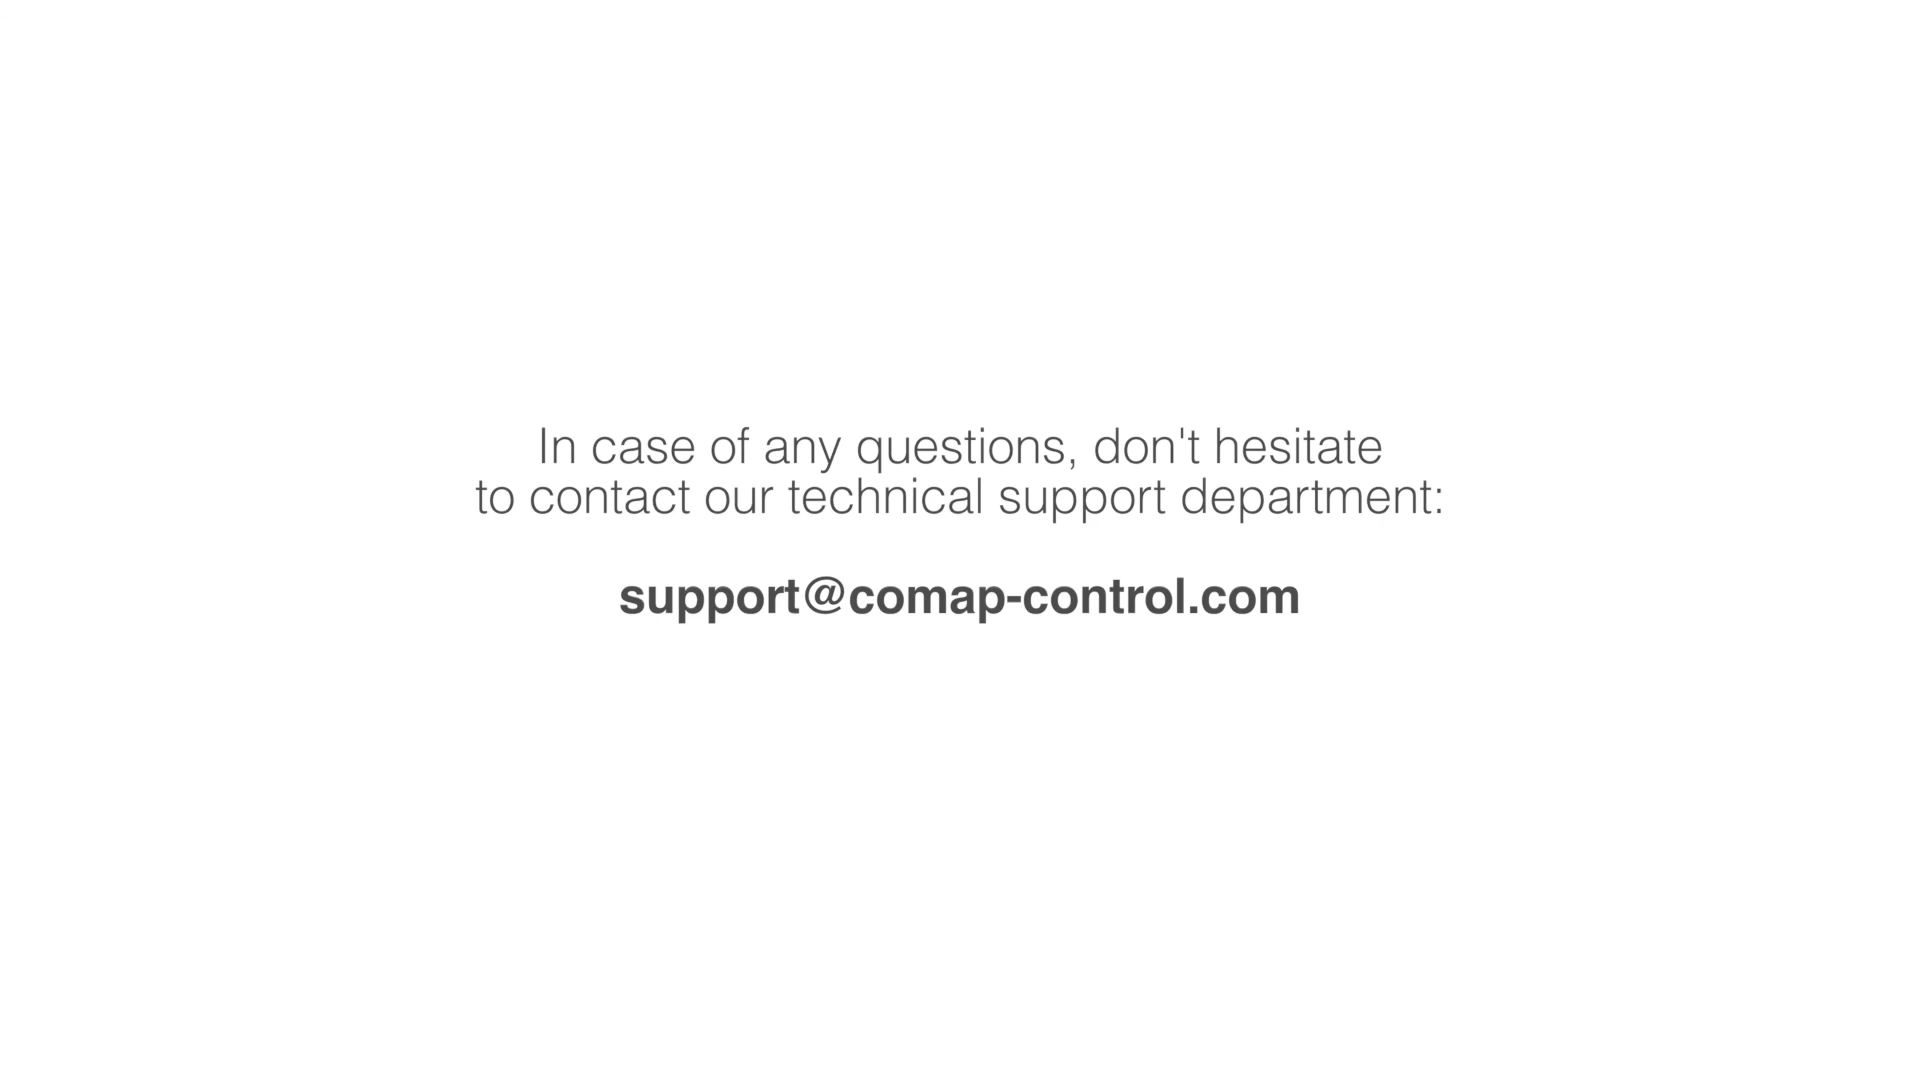 In case of any questions, don't hesitate
to contact our technical support department:
support@comap-control.com